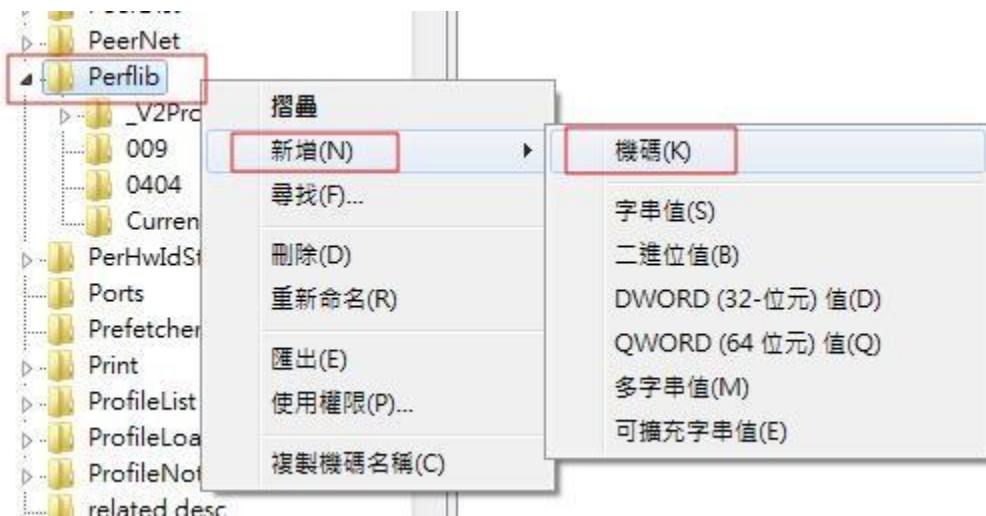 PeerNet
Perflib
_V2Pro
009
0404
Curren
PerHwIdSt
Ports
Prefetcher
Print
ProfileList
ProfileLoa
ProfileNot
related desc
摺疊
新增(N)
尋找(F)...
刪除(D)
重新命名(R)
匯出(E)
使用權限(P)...
複製機碼名稱(C)
機碼(K)
字串值(S)
二進位值(B)
DWORD (32-位元) 值(D)
QWORD (64 位元) 值(Q)
多字串值(M)
可擴充字串值(E)